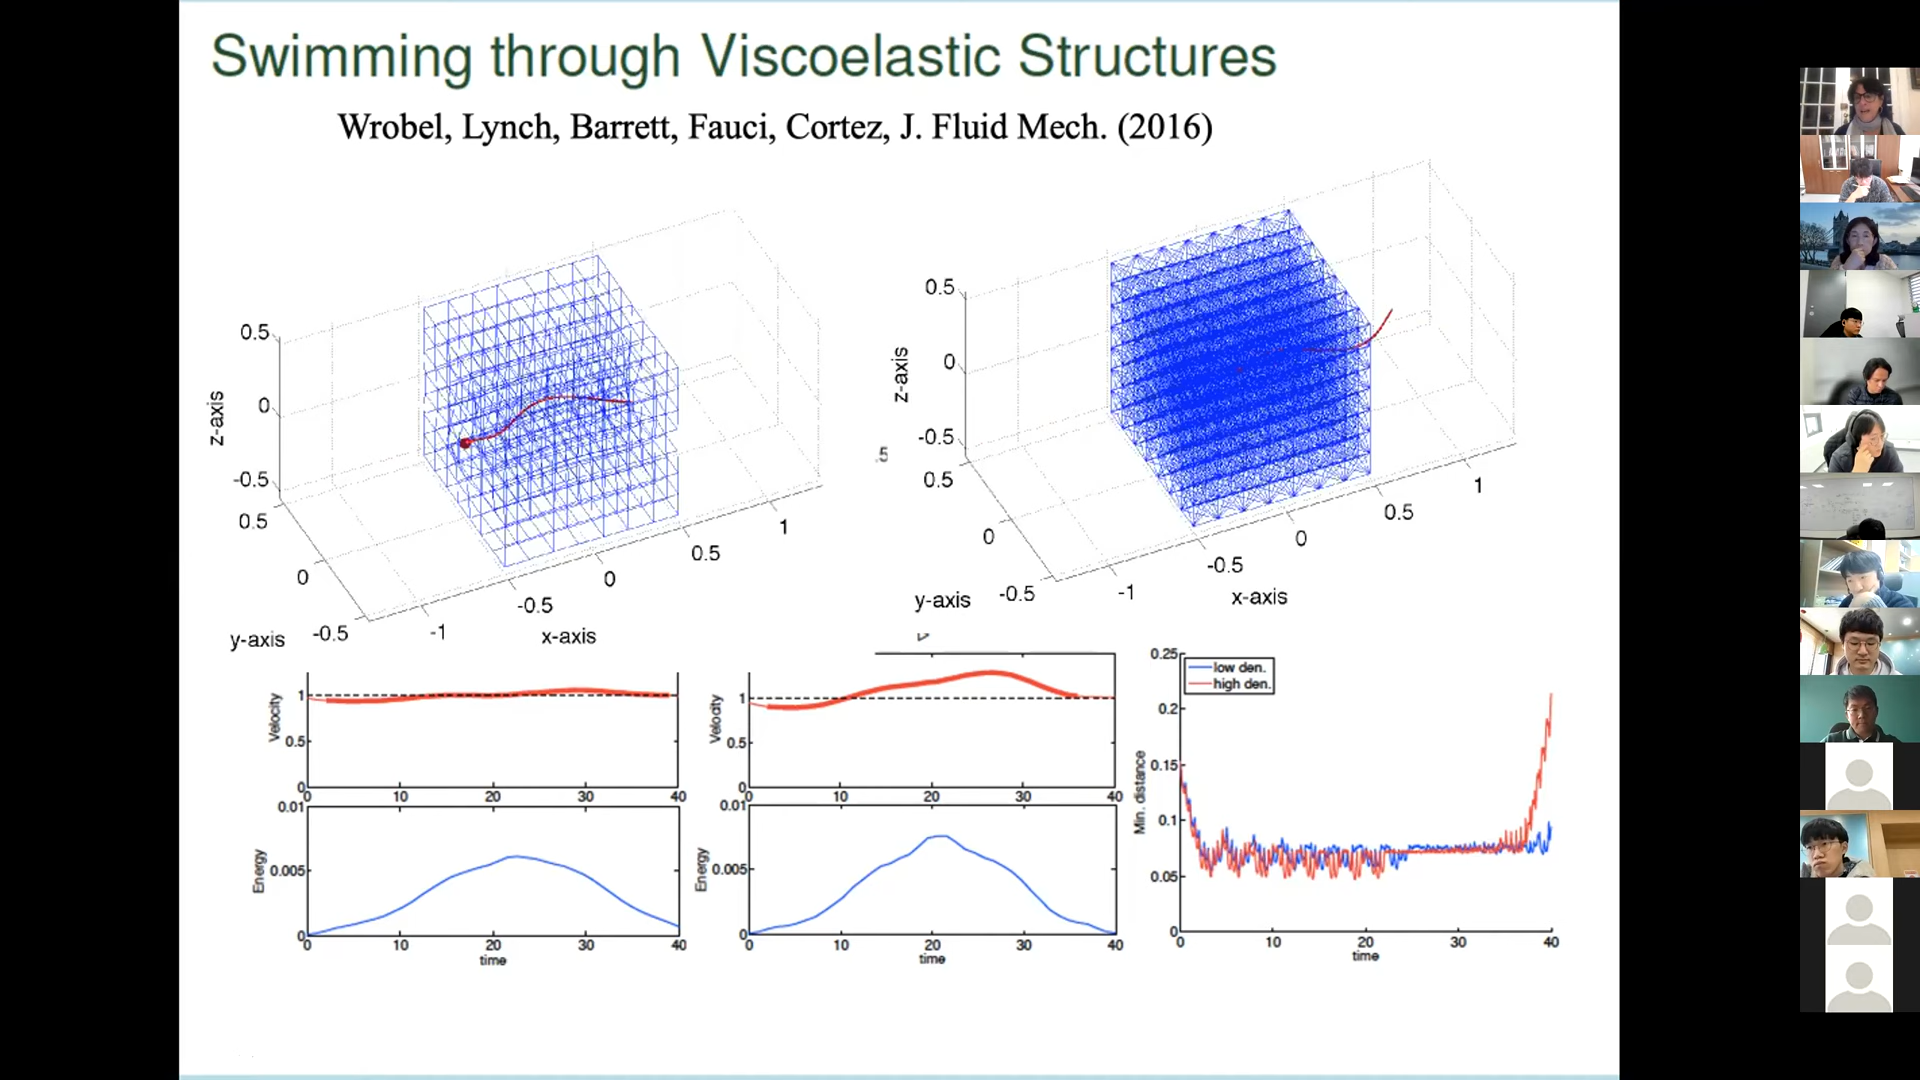 Swimming through Viscoelastic Structures
Wrobel, Lynch, Barrett, Fauci, Cortez, J. Fluid Mech. (2016)
0.5
0
-0.5
z-axis
0.5
0
-0.5
y-axis
-1
-0.5
0
0.5
1
x-axis
0.5
0
-0.5
z-axis
.5
0.5
0
-0.5
y-axis
-1
-0.5
0
0.5
1
x-axis
1
0.5
0
Velocity
0 10 20 30 40
0.01
0.005
0
Energy
0 10 20 30 40
time
1
0.5
0
Velocity
0 10 20 30 40
0.01
0.005
0
Energy
0 10 20 30 40
time
0.25
0.2
0.15
0.1
0.05
0
Min. distance
low den.
high den.
0 10 20 30 40
time